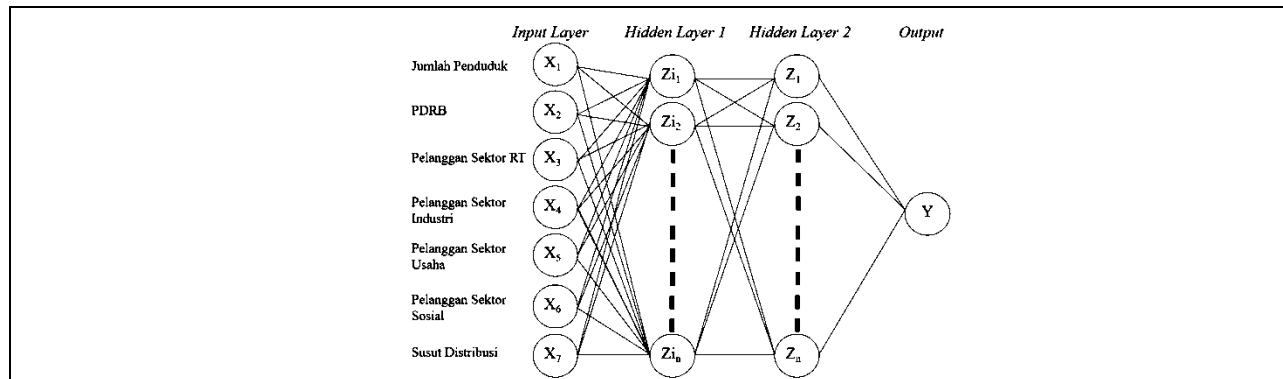 Input Layer Hidden Layer 1 Hidden Layer 2 Output
Jumlah Penduduk X1 Zi1 Z1
PDRB X2 Zi2 Z2
Pelanggan Sektor RT X3
Pelanggan Sektor
Industri
X4
Y
Pelanggan Sektor
Usaha
X5
Pelanggan Sektor
Sosial
X6
Susut Distribusi X7 Zin Zn